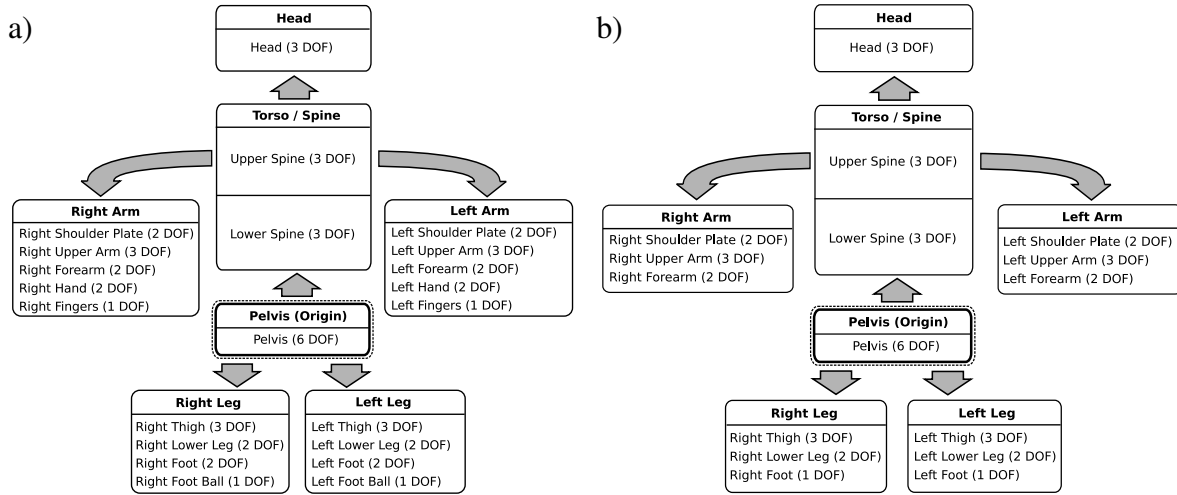 a)
Head
Head (3 DOF)
Torso / Spine
Upper Spine (3 DOF)
Lower Spine (3 DOF)
Right Arm
Right Shoulder Plate (2 DOF)
Right Upper Arm (3 DOF)
Right Forearm (2 DOF)
Right Hand (2 DOF)
Right Fingers (1 DOF)
Left Arm
Left Shoulder Plate (2 DOF)
Left Upper Arm (3 DOF)
Left Forearm (2 DOF)
Left Hand (2 DOF)
Left Fingers (1 DOF)
Pelvis (Origin)
Pelvis (6 DOF)
Right Leg
Right Thigh (3 DOF)
Right Lower Leg (2 DOF)
Right Foot (2 DOF)
Right Foot Ball (1 DOF)
Left Leg
Left Thigh (3 DOF)
Left Lower Leg (2 DOF)
Left Foot (2 DOF)
Left Foot Ball (1 DOF)
b)
Head
Head (3 DOF)
Torso / Spine
Upper Spine (3 DOF)
Lower Spine (3 DOF)
Right Arm
Right Shoulder Plate (2 DOF)
Right Upper Arm (3 DOF)
Right Forearm (2 DOF)
Left Arm
Left Shoulder Plate (2 DOF)
Left Upper Arm (3 DOF)
Left Forearm (2 DOF)
Pelvis (Origin)
Pelvis (6 DOF)
Right Leg
Right Thigh (3 DOF)
Right Lower Leg (2 DOF)
Right Foot (1 DOF)
Left Leg
Left Thigh (3 DOF)
Left Lower Leg (2 DOF)
Left Foot (1 DOF)